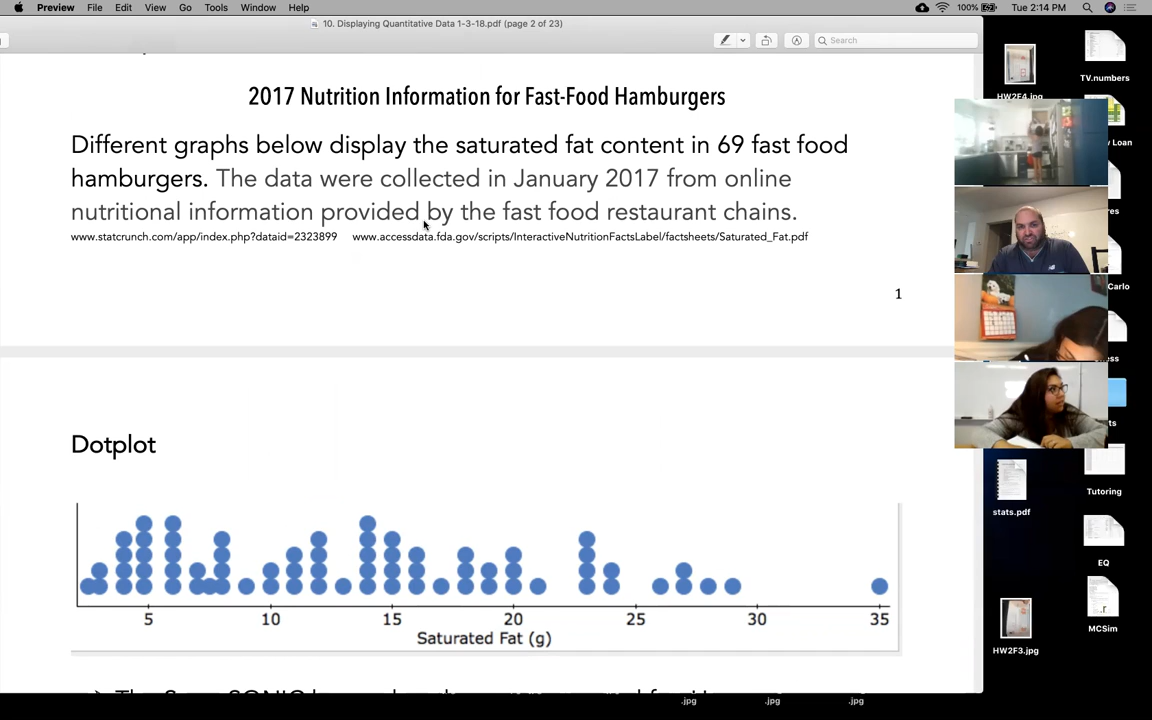 Preview File Edit View Go Tools Window Help 100% Tue 2:14 PM
10. Displaying Quantitative Data 1-3-18.pdf (page 2 of 23)
Search
2017 Nutrition Information for Fast-Food Hamburgers
Different graphs below display the saturated fat content in 69 fast food
hamburgers. The data were collected in January 2017 from online
nutritional information provided by the fast food restaurant chains.
www.statcrunch.com/app/index.php?dataid=2323899 www.accessdata.fda.gov/scripts/InteractiveNutritionFactsLabel/factsheets/Saturated_Fat.pdf
1
Dotplot
5 10 15 20 25 30 35
Saturated Fat (g)
HW2F4.jpg
TV.numbers
Loan
Carlo
stats.pdf
Tutoring
EQ
.r
MCSim
HW2F3.jpg
.jpg .jpg .jpg